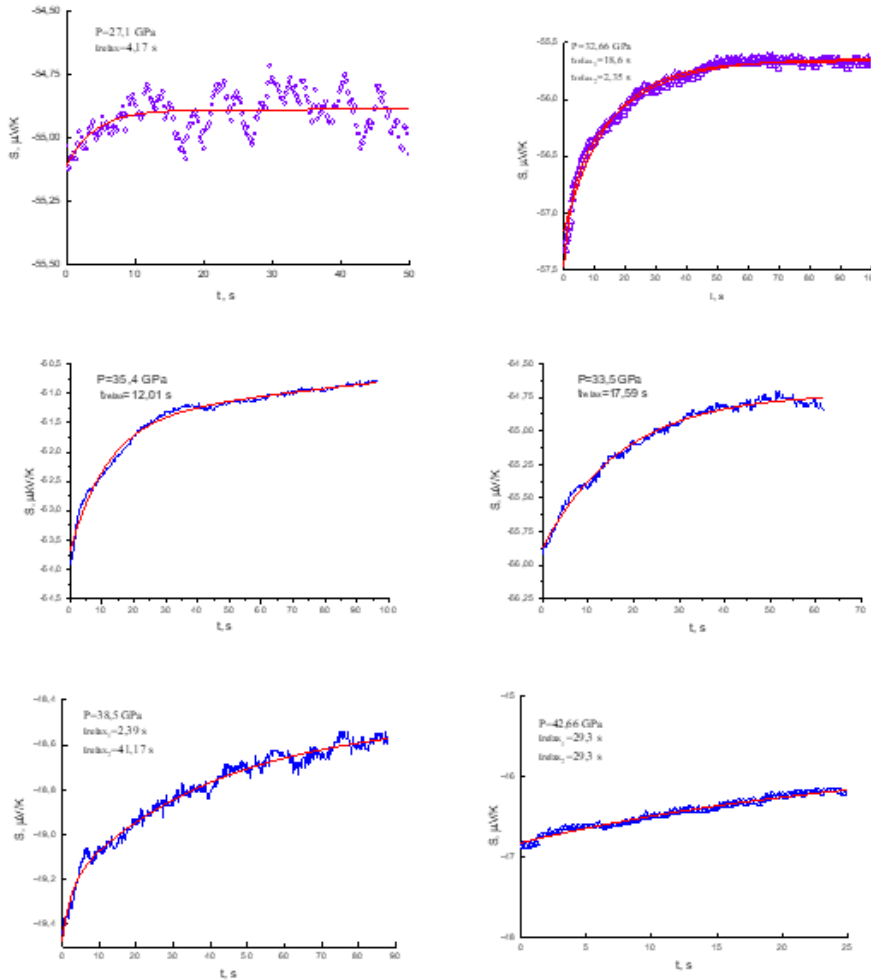 P=27,1 GPa
trelax=4,17 s
-54,50
-54,75
-55,00
-55,25
-55,50
S, µV/K
0 10 20 30 40 50
t, s
P=32,66 GPa
trelax₁=18,6 s
trelax₂=2,35 s
-55,5
-56,0
-56,5
-57,0
-57,5
S, µV/K
0 10 20 30 40 50 60 70 80 90 100
t, s
P=35,4 GPa
trelax=12,01 s
-60,5
-61,0
-61,5
-62,0
-62,5
-63,0
-63,5
-64,0
-64,5
S, µkV/K
0 10 20 30 40 50 60 70 80 90 100
t, s
P=33,5 GPa
trelax=17,59 s
-64,50
-64,75
-65,00
-65,25
-65,50
-65,75
-66,00
-66,25
S, µV/K
0 10 20 30 40 50 60 70
t, s
P=38,5 GPa
trelax₁=2,39 s
trelax₂=41,17 s
-48,4
-48,6
-48,8
-49,0
-49,2
-49,4
S, µV/K
0 10 20 30 40 50 60 70 80 90
t, s
P=42,66 GPa
trelax₁=29,3 s
trelax₂=29,3 s
-45
-46
-47
-48
S, µV/K
0 5 10 15 20 25
t, s